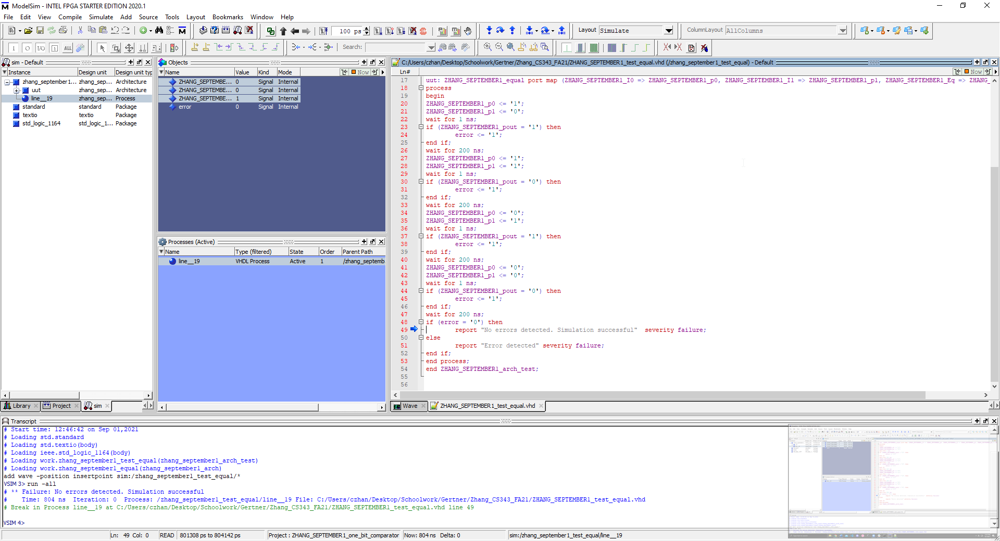 ModelSim - INTEL FPGA STARTER EDITION 2020.1
File Edit View Compile Simulate Add Source Tools Layout Bookmarks Window Help
100 ps
Layout Simulate
ColumnLayout AllColumns
Search:
sim - Default
Instance Design unit Design unit typ
zhang_september1... zhang_sep... Architecture
uut zhang_sep... Architecture
line__19 zhang_sep... Process
standard standard Package
textio textio Package
std_logic_1164 std_logic_1... Package
Library Project sim
Objects
Name Value Kind Mode
Now
ZHANG_SEPTEMBE... 0 Signal Internal
ZHANG_SEPTEMBE... 0 Signal Internal
ZHANG_SEPTEMBE... 1 Signal Internal
error 0 Signal Internal
Processes (Active)
Name Type (filtered) State Order Parent Path
line__19 VHDL Process Active 1 /zhang_septemb
C:/Users/czhan/Desktop/Schoolwork/Gertner/Zhang_CS343_FA21/ZHANG_SEPTEMBER1_test_equal.vhd (/zhang_september1_test_equal) - Default
Ln#
Now
17 uut: ZHANG_SEPTEMBER1_equal port map (ZHANG_SEPTEMBER1_I0 => ZHANG_SEPTEMBER1_p0, ZHANG_SEPTEMBER1_I1 => ZHANG_SEPTEMBER1_p1, ZHANG_SEPTEMBER1_Eq => ZHANG_
18 process
19 begin
20 ZHANG_SEPTEMBER1_p0 <= '1';
21 ZHANG_SEPTEMBER1_p1 <= '0';
22 wait for 1 ns;
23 if (ZHANG_SEPTEMBER1_pout = '1') then
24 error <= '1';
25 end if;
26 wait for 200 ns;
27 ZHANG_SEPTEMBER1_p0 <= '1';
28 ZHANG_SEPTEMBER1_p1 <= '1';
29 wait for 1 ns;
30 if (ZHANG_SEPTEMBER1_pout = '0') then
31 error <= '1';
32 end if;
33 wait for 200 ns;
34 ZHANG_SEPTEMBER1_p0 <= '0';
35 ZHANG_SEPTEMBER1_p1 <= '1';
36 wait for 1 ns;
37 if (ZHANG_SEPTEMBER1_pout = '1') then
38 error <= '1';
39 end if;
40 wait for 200 ns;
41 ZHANG_SEPTEMBER1_p0 <= '0';
42 ZHANG_SEPTEMBER1_p1 <= '0';
43 wait for 1 ns;
44 if (ZHANG_SEPTEMBER1_pout = '0') then
45 error <= '1';
46 end if;
47 wait for 200 ns;
48 if (error = '0') then
49 report "No errors detected. Simulation successful"  severity failure;
50 else
51 report "Error detected" severity failure;
52 end if;
53 end process;
54 end ZHANG_SEPTEMBER1_arch_test;
55
56
Wave ZHANG_SEPTEMBER1_test_equal.vhd
Transcript
# Start time: 12:46:42 on Sep 01,2021
# Loading std.standard
# Loading std.textio(body)
# Loading ieee.std_logic_1164(body)
# Loading work.zhang_september1_test_equal(zhang_september1_arch_test)
# Loading work.zhang_september1_equal(zhang_september1_arch)
add wave -position insertpoint sim:/zhang_september1_test_equal/*
VSIM 3> run -all
# ** Failure: No errors detected. Simulation successful
#    Time: 804 ns  Iteration: 0  Process: /zhang_september1_test_equal/line__19 File: C:/Users/czhan/Desktop/Schoolwork/Gertner/Zhang_CS343_FA21/ZHANG_SEPTEMBER1_test_equal.vhd
# Break in Process line__19 at C:/Users/czhan/Desktop/Schoolwork/Gertner/Zhang_CS343_FA21/ZHANG_SEPTEMBER1_test_equal.vhd line 49
VSIM 4>
Ln: 49 Col: 0 READ 801308 ps to 804142 ps Project : ZHANG_SEPTEMBER1_one_bit_comparator Now: 804 ns Delta: 0 sim:/zhang_september1_test_equal/line__19